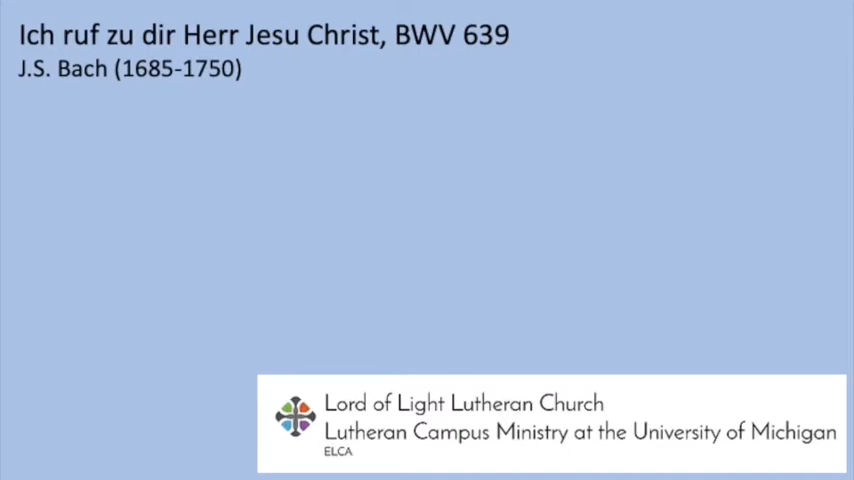 Ich ruf zu dir Herr Jesu Christ, BWV 639
J.S. Bach (1685-1750)
Lord of Light Lutheran Church
Lutheran Campus Ministry at the University of Michigan
ELCA